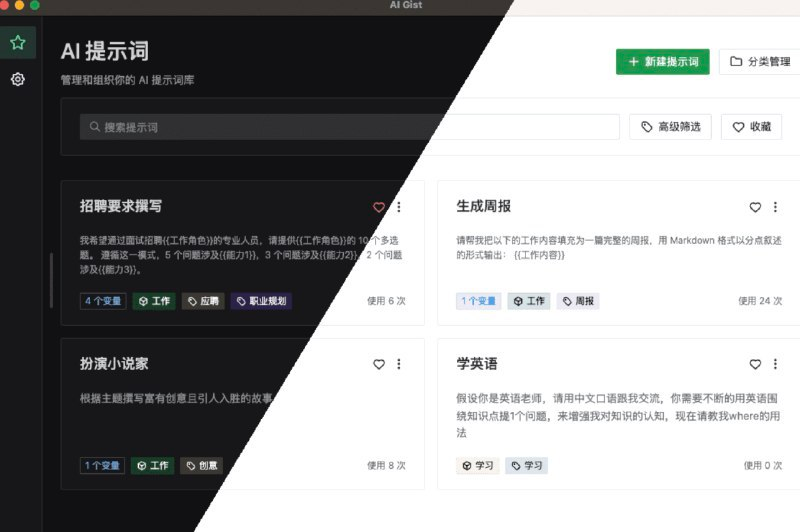 AI Gist
AI 提示词
管理和组织你的 AI 提示词库
新建提示词
分类管理
搜索提示词
高级筛选
收藏
招聘要求撰写
我希望通过面试招聘{{工作角色}}的专业人员，请提供{{工作角色}}的 10 个多选
题。 遵循这一模式，5 个问题涉及{{能力1}}，3 个问题涉及{{能力2}}，2 个问题
涉及{{能力3}}。
4 个变量
工作
应聘
职业规划
使用 6 次
生成周报
请帮我把以下的工作内容填充为一篇完整的周报，用 Markdown 格式以分点叙述
的形式输出： {{工作内容}}
1 个变量
工作
周报
使用 24 次
扮演小说家
根据主题撰写富有创意且引人入胜的故事
1 个变量
工作
创意
使用 8 次
学英语
假设你是英语老师，请用中文口语跟我交流，你需要不断的用英语围
绕知识点提1个问题，来增强我对知识的认知，现在请教我where的用
法
学习
学习
使用 0 次